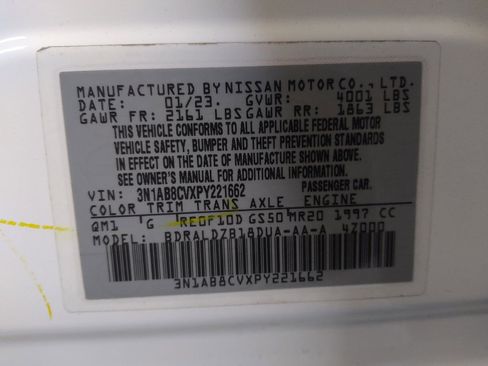 MANUFACTURED BY NISSAN MOTOR CO., LTD.
DATE: 01/23. GVWR: 4001 LBS
GAWR FR: 2161 LBS GAWR RR: 1863 LBS
THIS VEHICLE CONFORMS TO ALL APPLICABLE FEDERAL MOTOR
VEHICLE SAFETY, BUMPER AND THEFT PREVENTION STANDARDS
IN EFFECT ON THE DATE OF MANUFACTURE SHOWN ABOVE.
SEE OWNER'S MANUAL FOR ADDITIONAL INFORMATION.
VIN: 3N1AB8CVXPY221662 PASSENGER CAR.
COLOR TRIM TRANS AXLE ENGINE
QM1 G RE0F10D GS50 MR20 1997 CC
MODEL: BDRALDZB18DUA-AA-A 4Z000
3N1AB8CVXPY221662